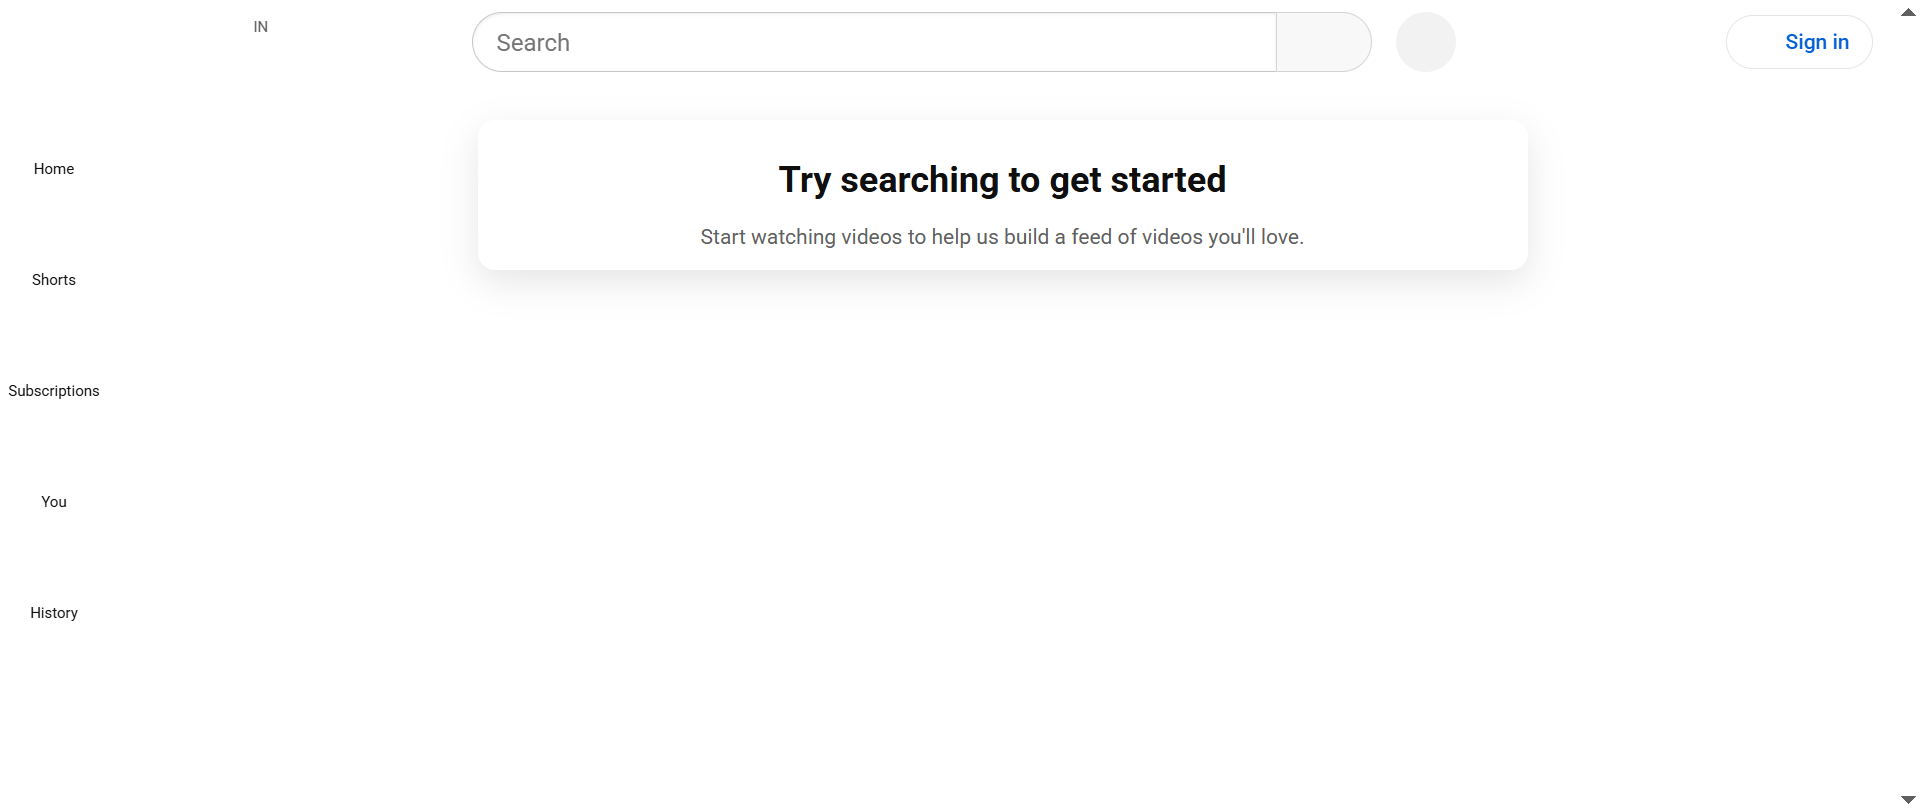 IN
Search
Sign in
Home
Shorts
Subscriptions
You
History
Try searching to get started
Start watching videos to help us build a feed of videos you'll love.